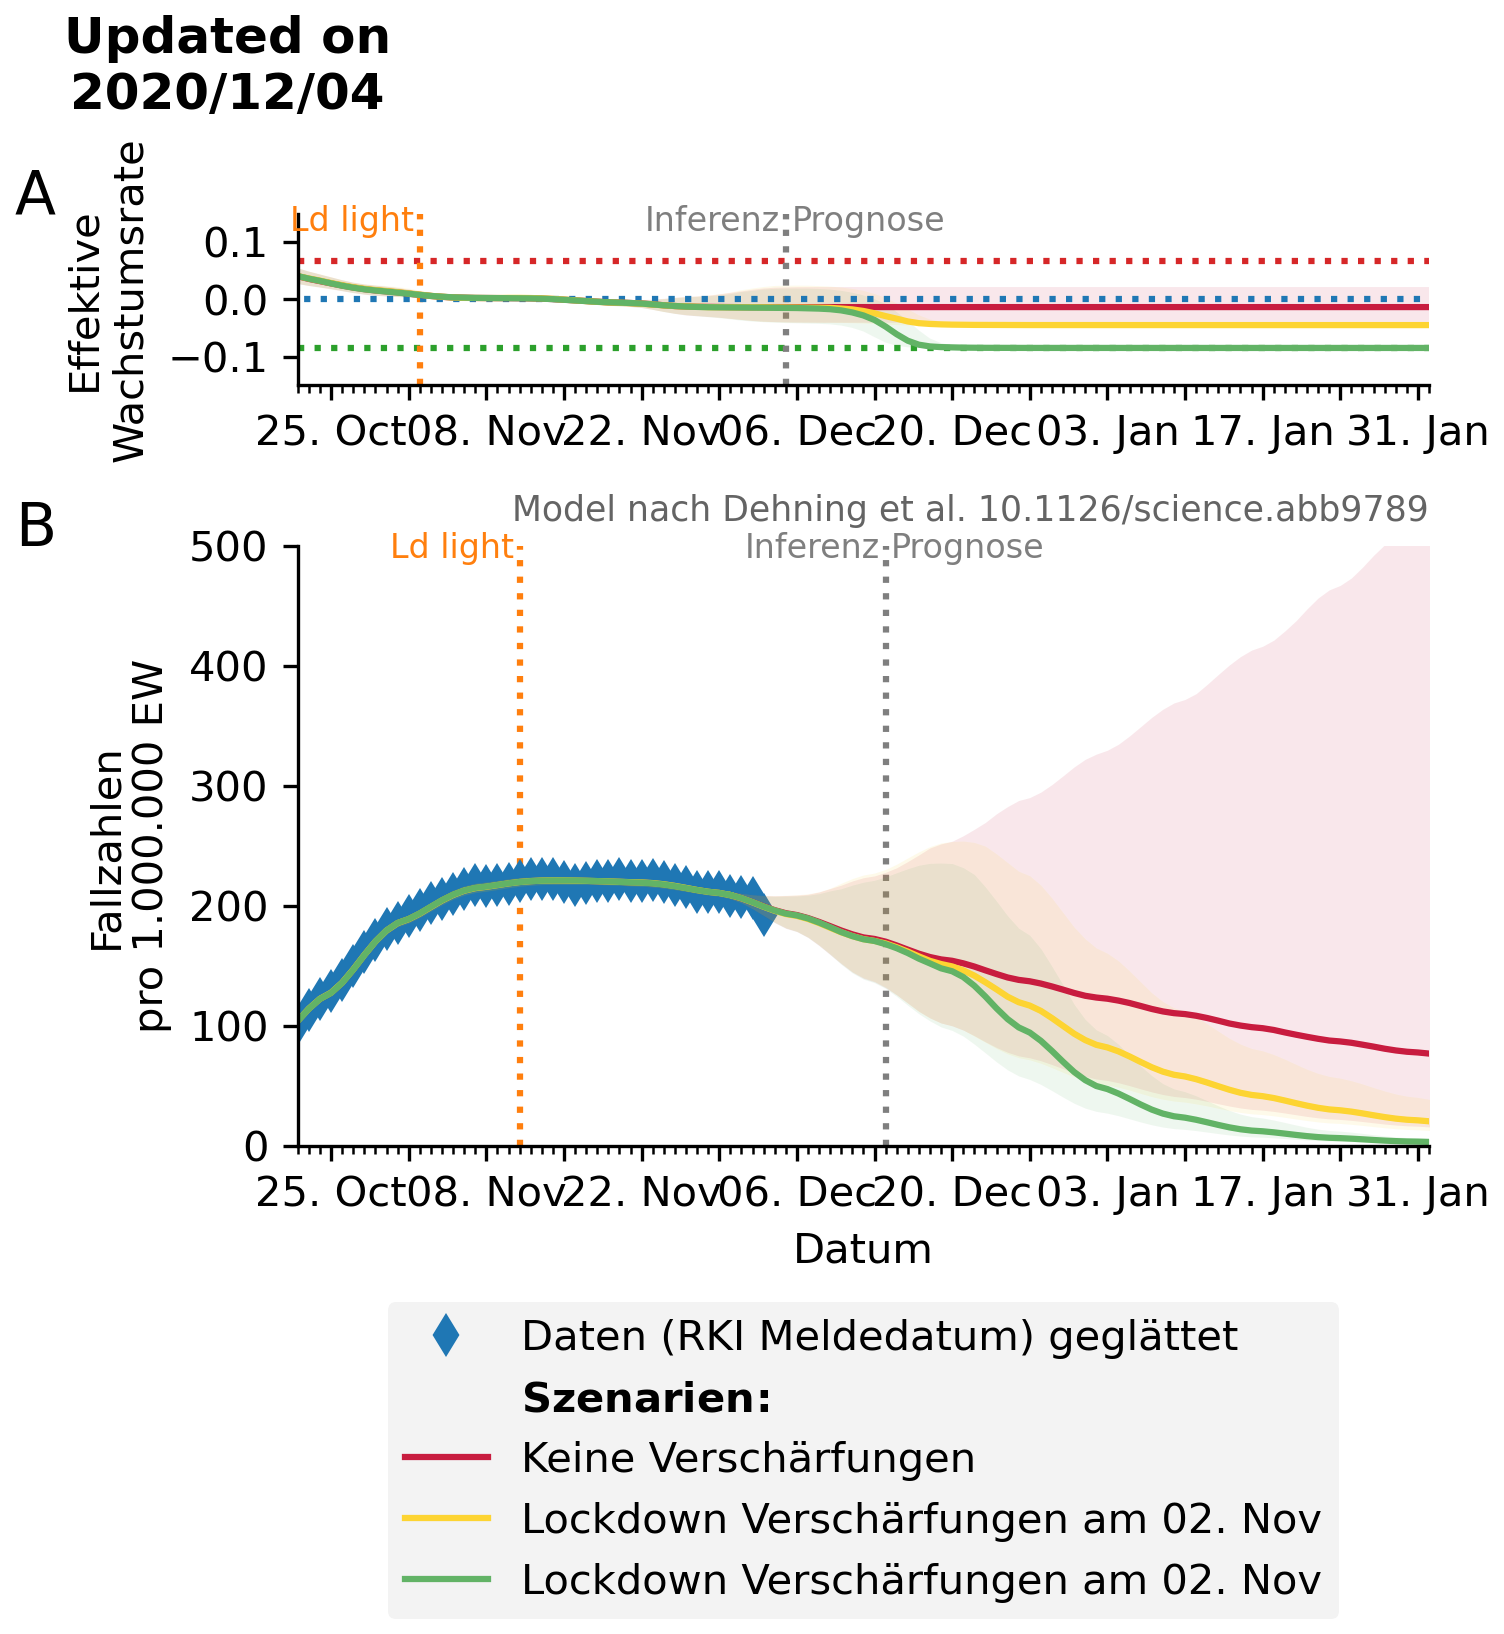 Updated on
2020/12/04
A
Effektive
Wachstumsrate
Ld light
Inferenz
Prognose
0.1
0.0
−0.1
25. Oct
08. Nov
22. Nov
06. Dec
20. Dec
03. Jan
17. Jan
31. Jan
B
Model nach Dehning et al. 10.1126/science.abb9789
Ld light
Inferenz
Prognose
Fallzahlen
pro 1.000.000 EW
500
400
300
200
100
0
25. Oct
08. Nov
22. Nov
06. Dec
20. Dec
03. Jan
17. Jan
31. Jan
Datum
Daten (RKI Meldedatum) geglättet
Szenarien:
Keine Verschärfungen
Lockdown Verschärfungen am 02. Nov
Lockdown Verschärfungen am 02. Nov